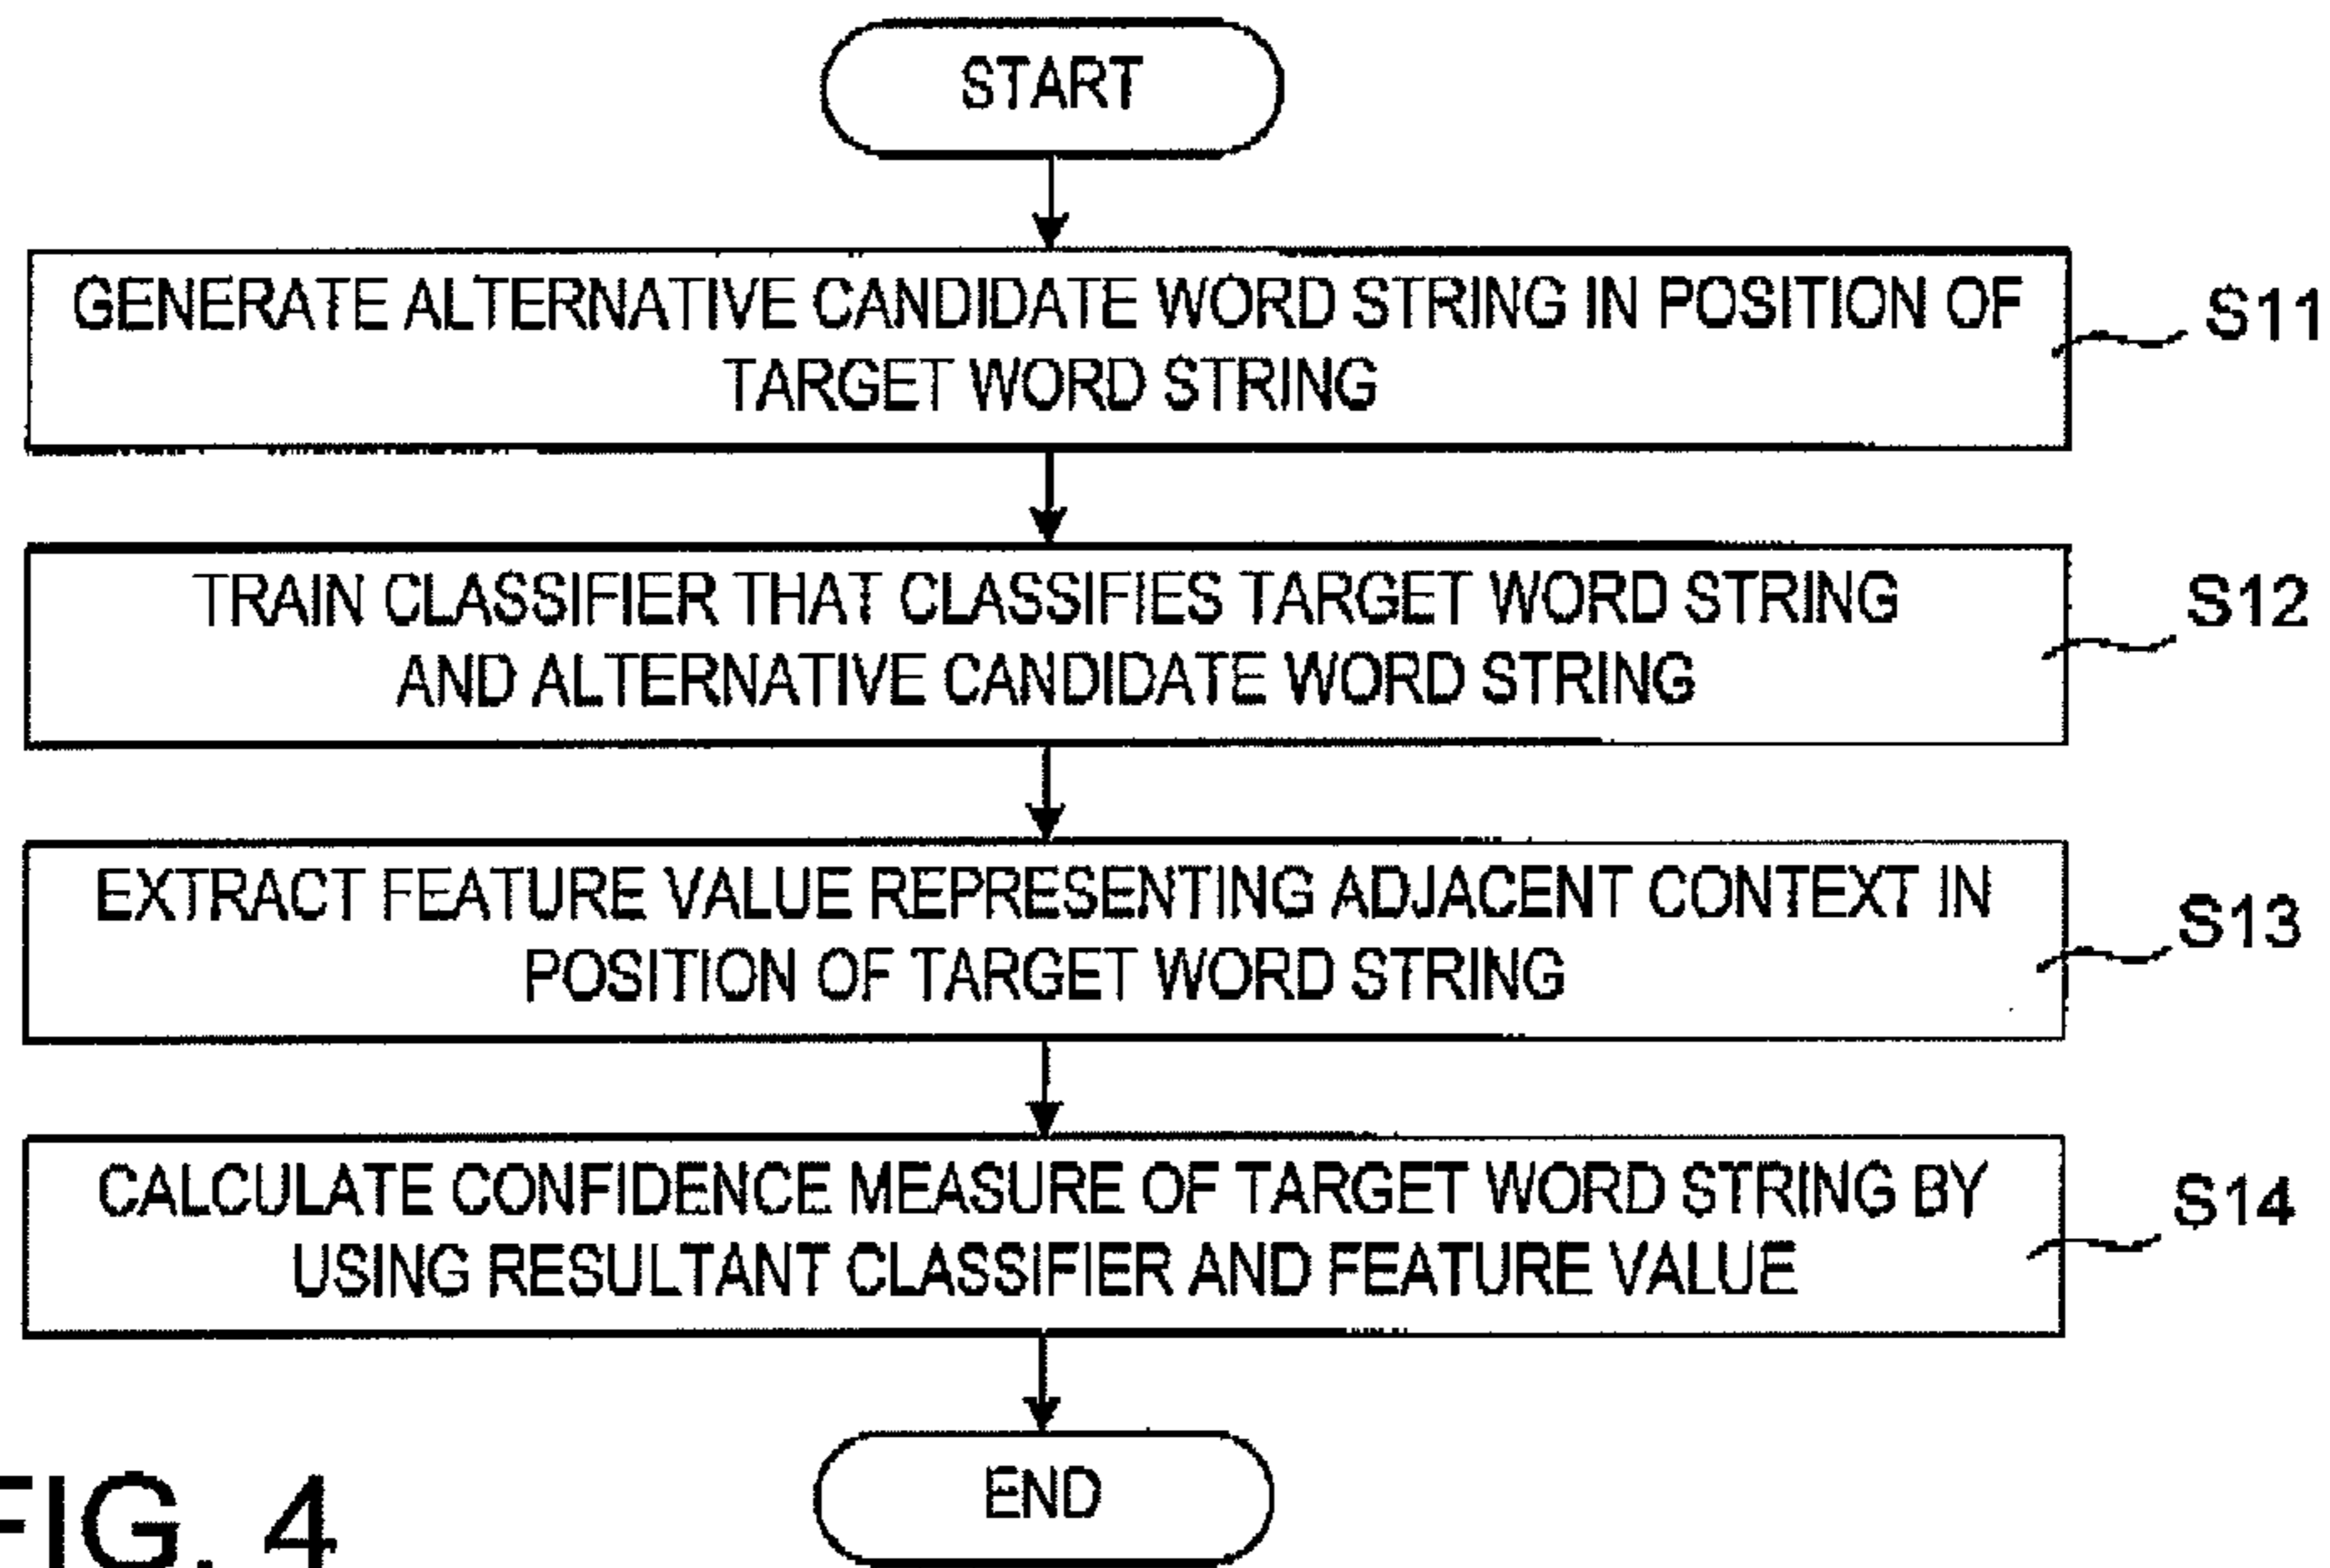 START
GENERATE ALTERNATIVE CANDIDATE WORD STRING IN POSITION OF
TARGET WORD STRING
S11
TRAIN CLASSIFIER THAT CLASSIFIES TARGET WORD STRING
AND ALTERNATIVE CANDIDATE WORD STRING
S12
EXTRACT FEATURE VALUE REPRESENTING ADJACENT CONTEXT IN
POSITION OF TARGET WORD STRING
S13
CALCULATE CONFIDENCE MEASURE OF TARGET WORD STRING BY
USING RESULTANT CLASSIFIER AND FEATURE VALUE
S14
END
FIG. 4